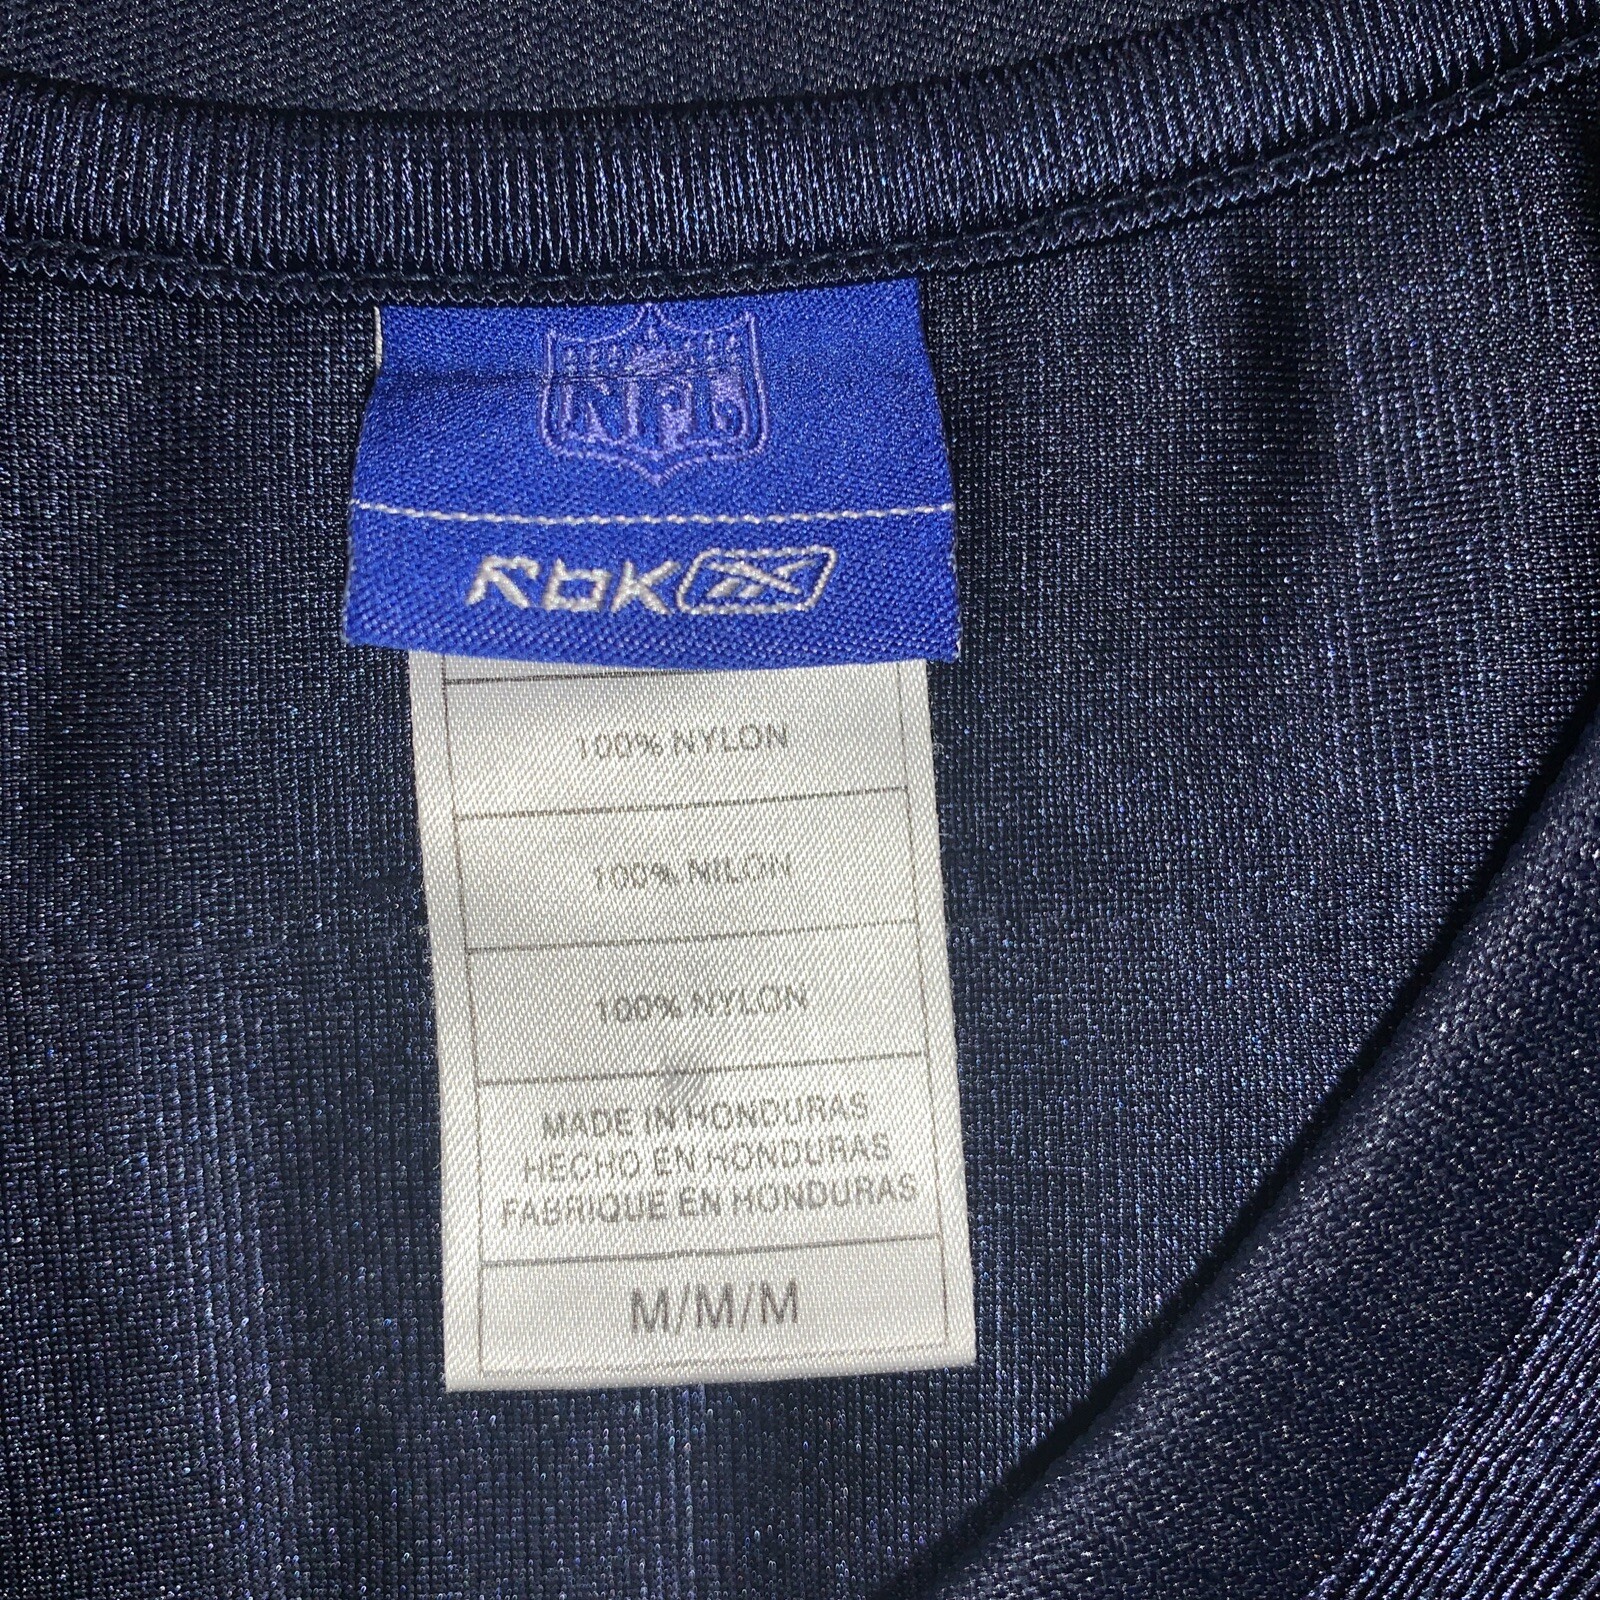 NFL
RBK
100% NYLON
100% NILON
100% NYLON
MADE IN HONDURAS
HECHO EN HONDURAS
FABRIQUE EN HONDURAS
M/M/M